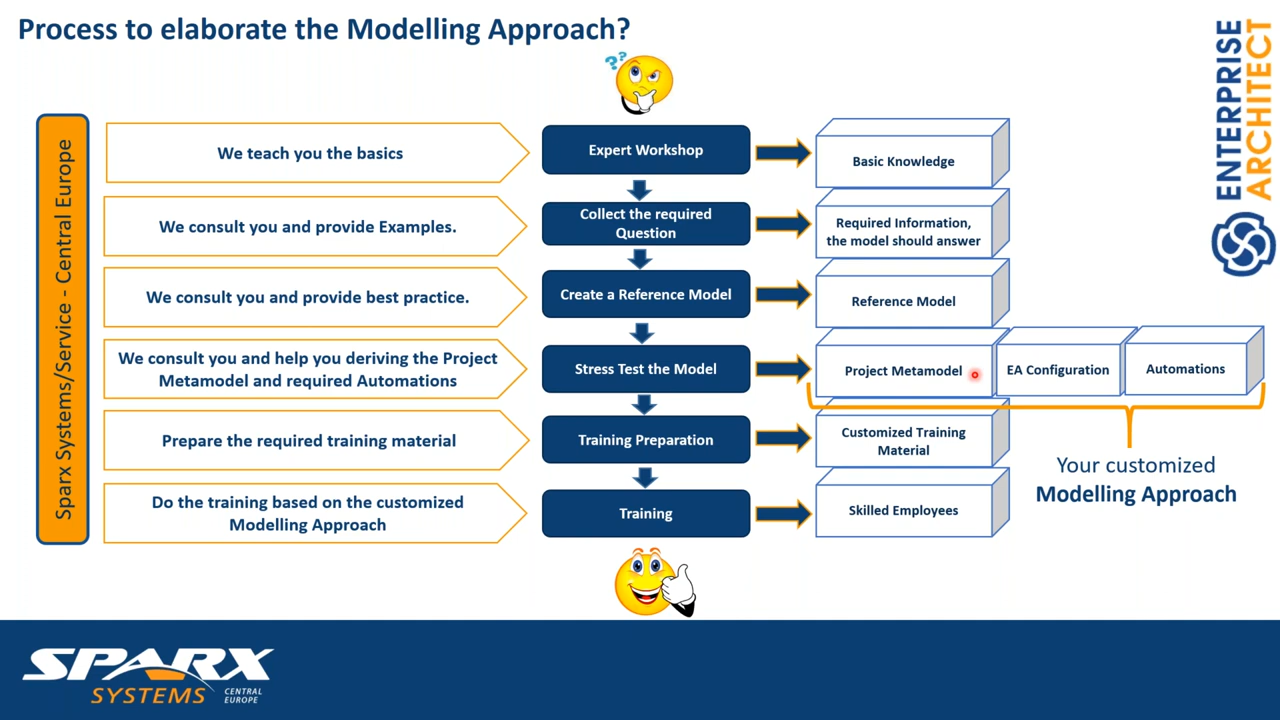 Process to elaborate the Modelling Approach?
ENTERPRISE
ARCHITECT
??
Sparx Systems/Service - Central Europe
We teach you the basics
Expert Workshop
Basic Knowledge
We consult you and provide Examples.
Collect the required
Question
Required Information,
the model should answer
We consult you and provide best practice.
Create a Reference Model
Reference Model
We consult you and help you deriving the Project
Metamodel and required Automations
Stress Test the Model
Project Metamodel
EA Configuration
Automations
Prepare the required training material
Training Preparation
Customized Training
Material
Your customized
Modelling Approach
Do the training based on the customized
Modelling Approach
Training
Skilled Employees
SPARX
SYSTEMS
CENTRAL
EUROPE